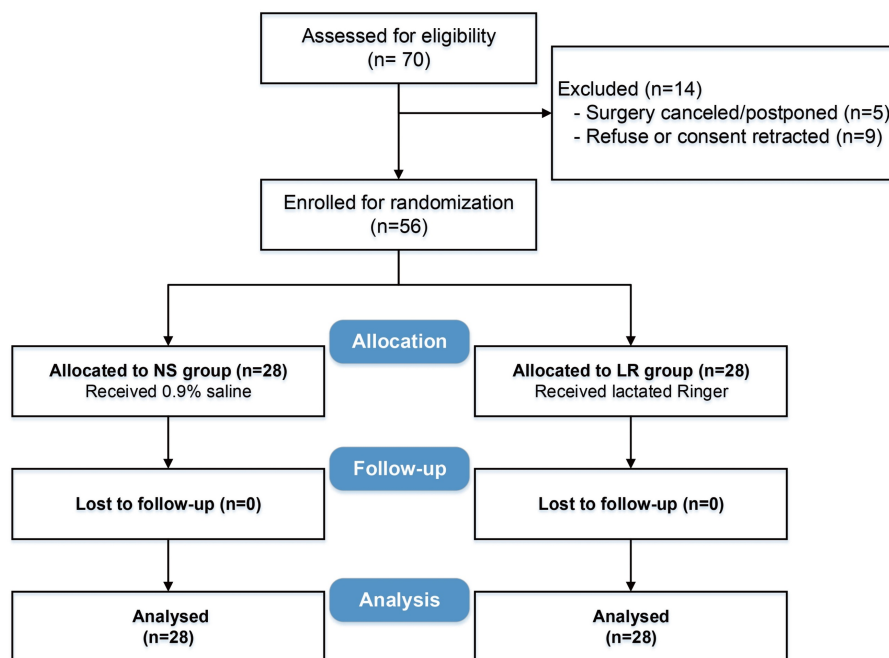 Assessed for eligibility
(n= 70)
Excluded (n=14)
- Surgery canceled/postponed (n=5)
- Refuse or consent retracted (n=9)
Enrolled for randomization
(n=56)
Allocation
Allocated to NS group (n=28)
Received 0.9% saline
Allocated to LR group (n=28)
Received lactated Ringer
Follow-up
Lost to follow-up (n=0)
Lost to follow-up (n=0)
Analysis
Analysed
(n=28)
Analysed
(n=28)